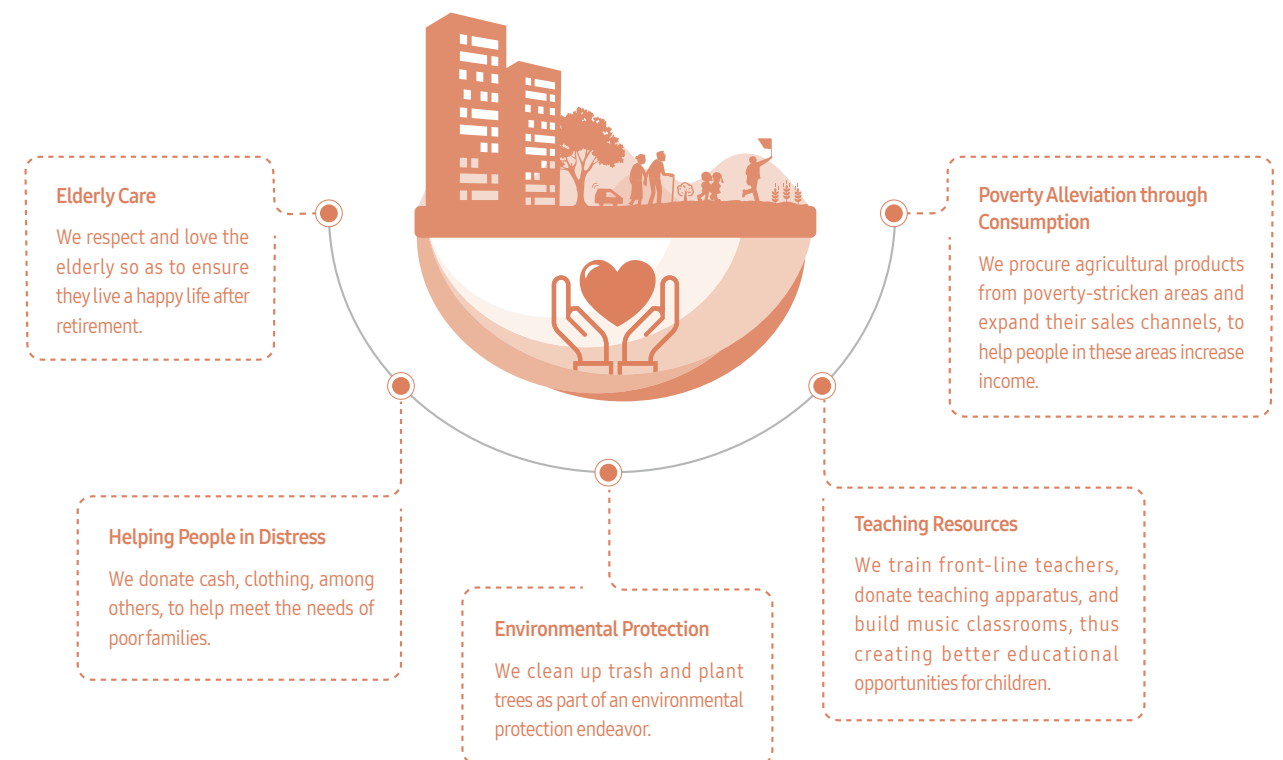 Elderly Care
We respect and love the
elderly so as to ensure
they live a happy life after
retirement.
Helping People in Distress
We donate cash, clothing, among
others, to help meet the needs of
poor families.
Environmental Protection
We clean up trash and plant
trees as part of an environmental
protection endeavor.
Teaching Resources
We train front-line teachers,
donate teaching apparatus, and
build music classrooms, thus
creating better educational
opportunities for children.
Poverty Alleviation through
Consumption
We procure agricultural products
from poverty-stricken areas and
expand their sales channels, to
help people in these areas increase
income.